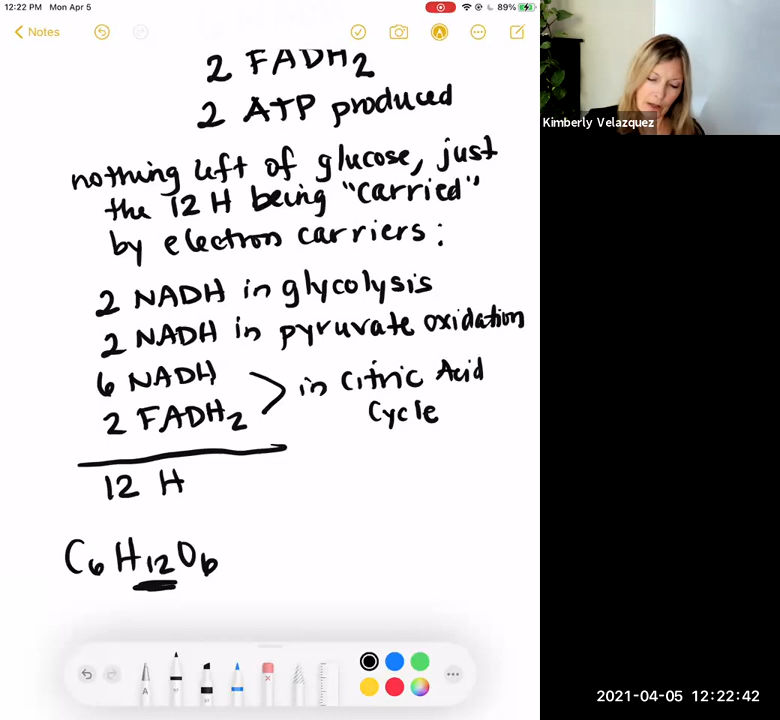 12:22 PM Mon Apr 5
89%
Notes
2 FADH2
2 ATP produced
nothing left of glucose, just
the 12 H being "carried"
by electron carriers:
2 NADH in glycolysis
2 NADH in pyruvate oxidation
6 NADH
2 FADH2
in Citric Acid
Cycle
12 H
C6H12O6
Kimberly Velazquez
2021-04-05 12:22:42